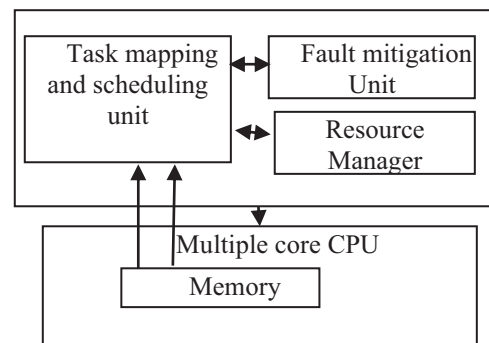 Task mapping
and scheduling
unit
Fault mitigation
Unit
Resource
Manager
Multiple core CPU
Memory